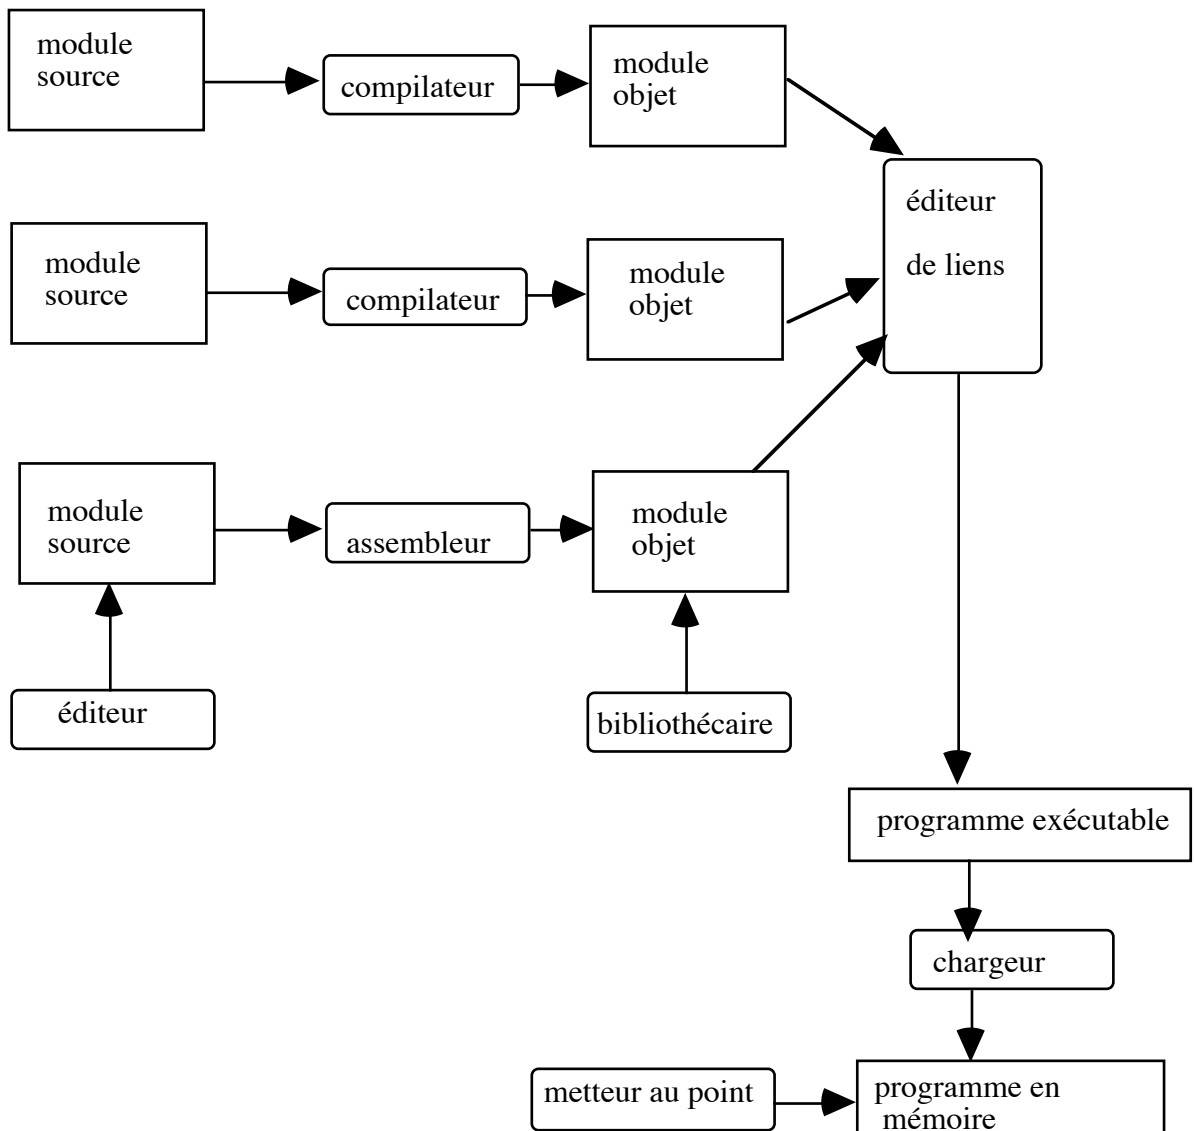 module
source
compilateur
module
objet
éditeur
de liens
module
source
compilateur
module
objet
module
source
assembleur
module
objet
éditeur
bibliothécaire
programme exécutable
chargeur
metteur au point
programme en
mémoire